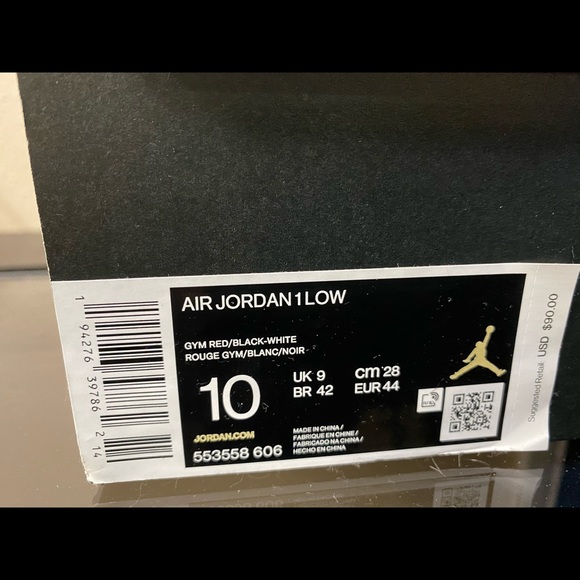 AIR JORDAN 1 LOW
GYM RED/BLACK-WHITE
ROUGE GYM/BLANC/NOIR
10
UK 9
BR 42
cm 28
EUR 44
JORDAN.COM
553558 606
MADE IN CHINA/
FABRIQUE EN CHINE/
FABRICADO NA CHINA/
HECHO EN CHINA
1 94276 39786 2 14
Suggested Retail USD $90.00